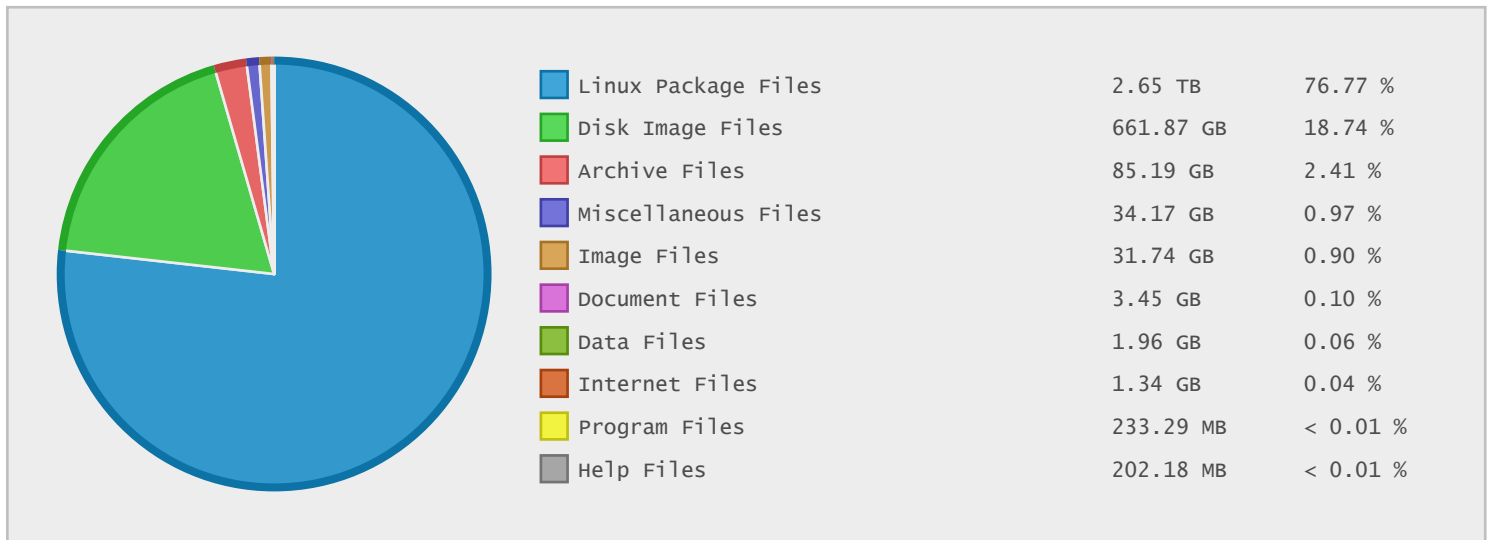 Linux Package Files 2.65 TB 76.77 %
Disk Image Files 661.87 GB 18.74 %
Archive Files 85.19 GB 2.41 %
Miscellaneous Files 34.17 GB 0.97 %
Image Files 31.74 GB 0.90 %
Document Files 3.45 GB 0.10 %
Data Files 1.96 GB 0.06 %
Internet Files 1.34 GB 0.04 %
Program Files 233.29 MB < 0.01 %
Help Files 202.18 MB < 0.01 %